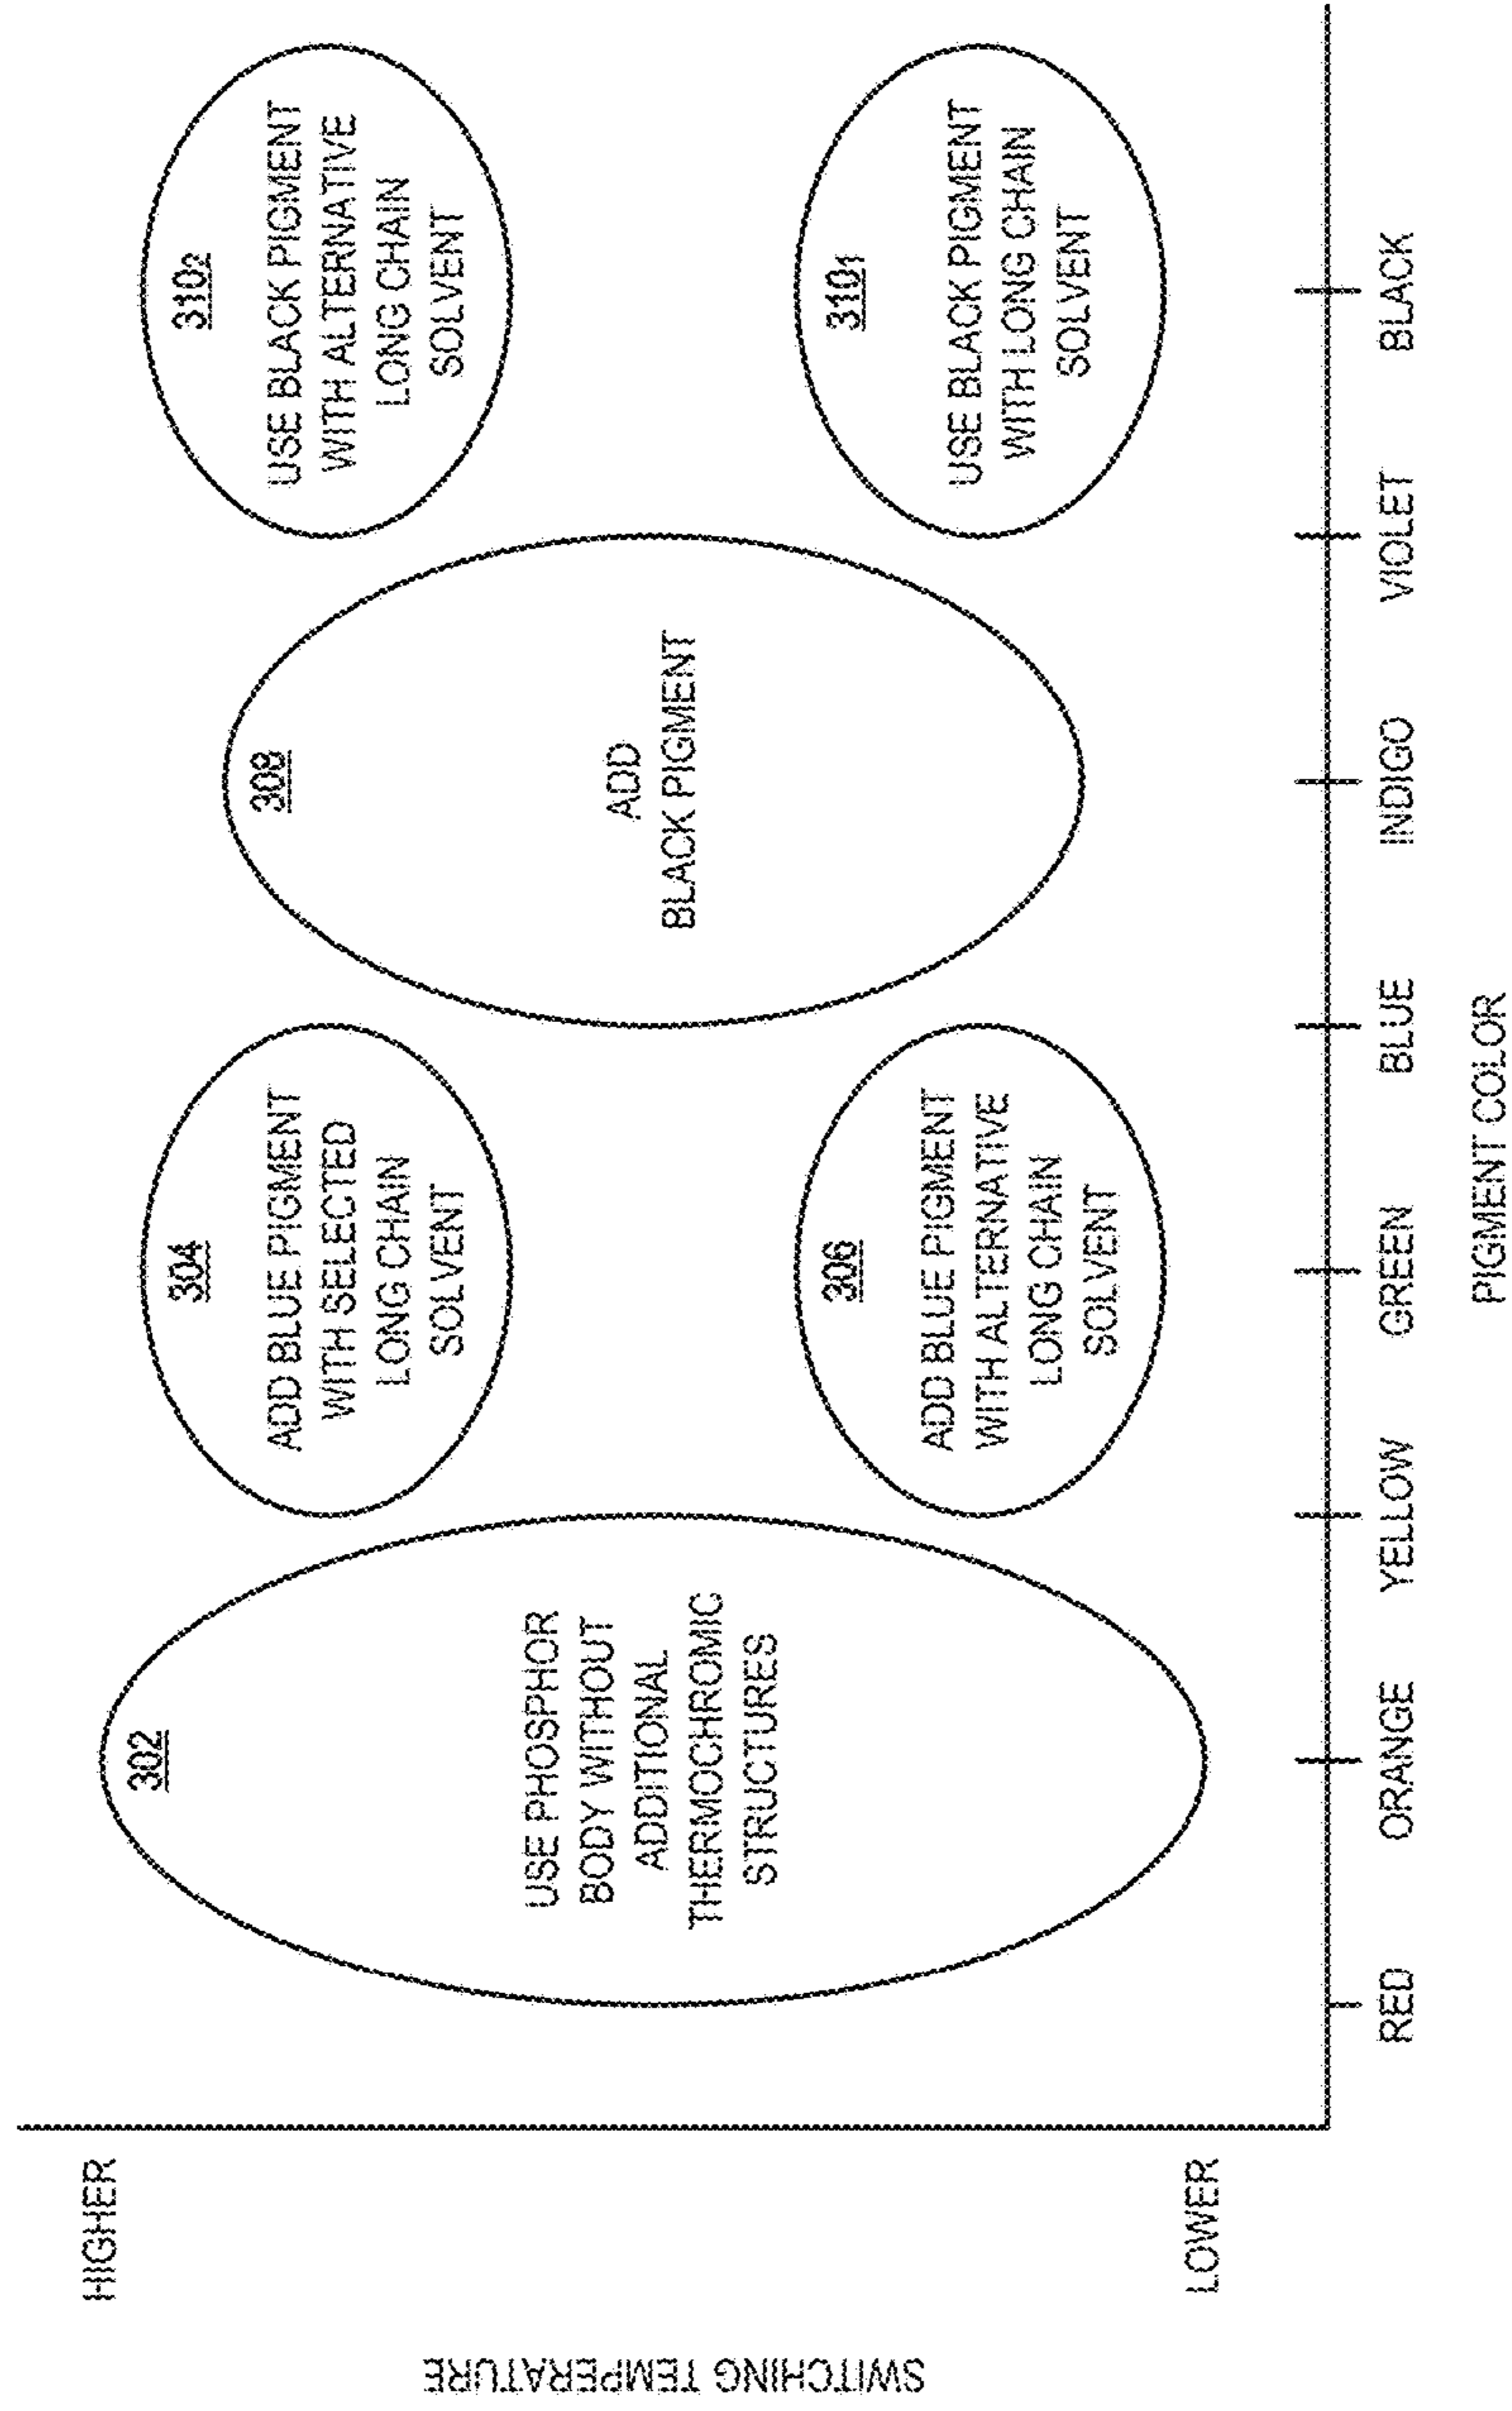 SWITCHING TEMPERATURE
HIGHER
LOWER
302
USE PHOSPHOR
BODY WITHOUT
ADDITIONAL
THERMOCHROMIC
STRUCTURES
304
ADD BLUE PIGMENT
WITH SELECTED
LONG CHAIN
SOLVENT
306
ADD BLUE PIGMENT
WITH ALTERNATIVE
LONG CHAIN
SOLVENT
308
ADD
BLACK PIGMENT
310₂
USE BLACK PIGMENT
WITH ALTERNATIVE
LONG CHAIN
SOLVENT
310₁
USE BLACK PIGMENT
WITH LONG CHAIN
SOLVENT
RED
ORANGE
YELLOW
GREEN
BLUE
INDIGO
VIOLET
BLACK
PIGMENT COLOR